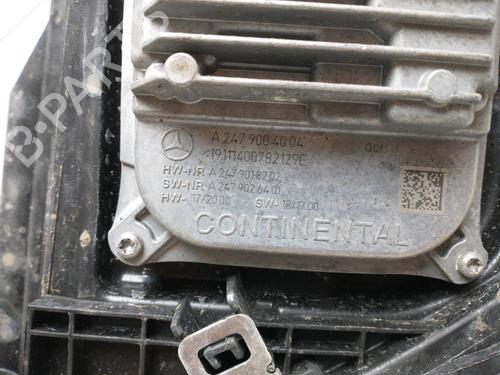 B-PARTS
A 247 900 40 04
19111400782129E
HW-NR A 247 901 82 02
SW-NR A 247 902 64 01
HW- 17/20 00 SW- 18/17 00
CONTINENTAL